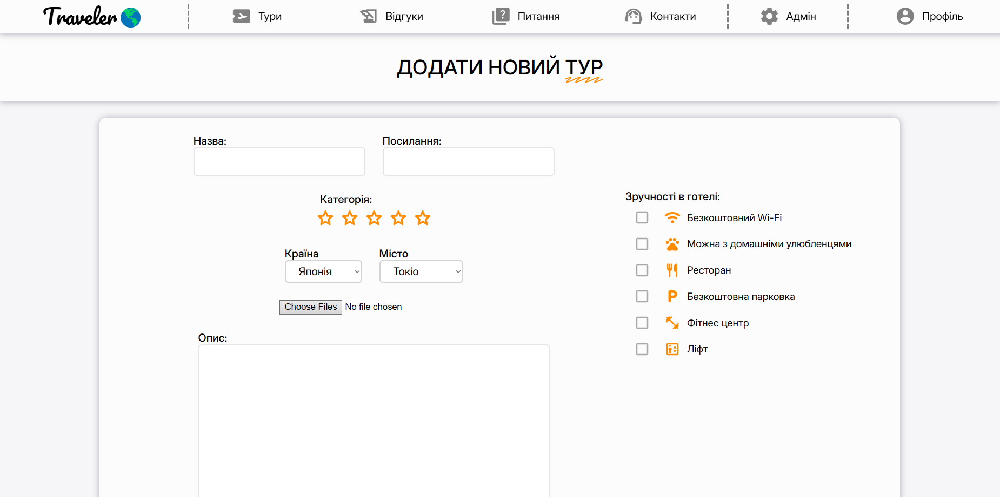 Traveler
Тури
Відгуки
Питання
Контакти
Адмін
Профіль
ДОДАТИ НОВИЙ ТУР
Назва:
Посилання:
Категорія:
Країна
Місто
Японія
Токіо
Choose Files No file chosen
Опис:
Зручності в готелі:
Безкоштовний Wi-Fi
Можна з домашніми улюбленцями
Ресторан
Безкоштовна парковка
Фітнес центр
Ліфт